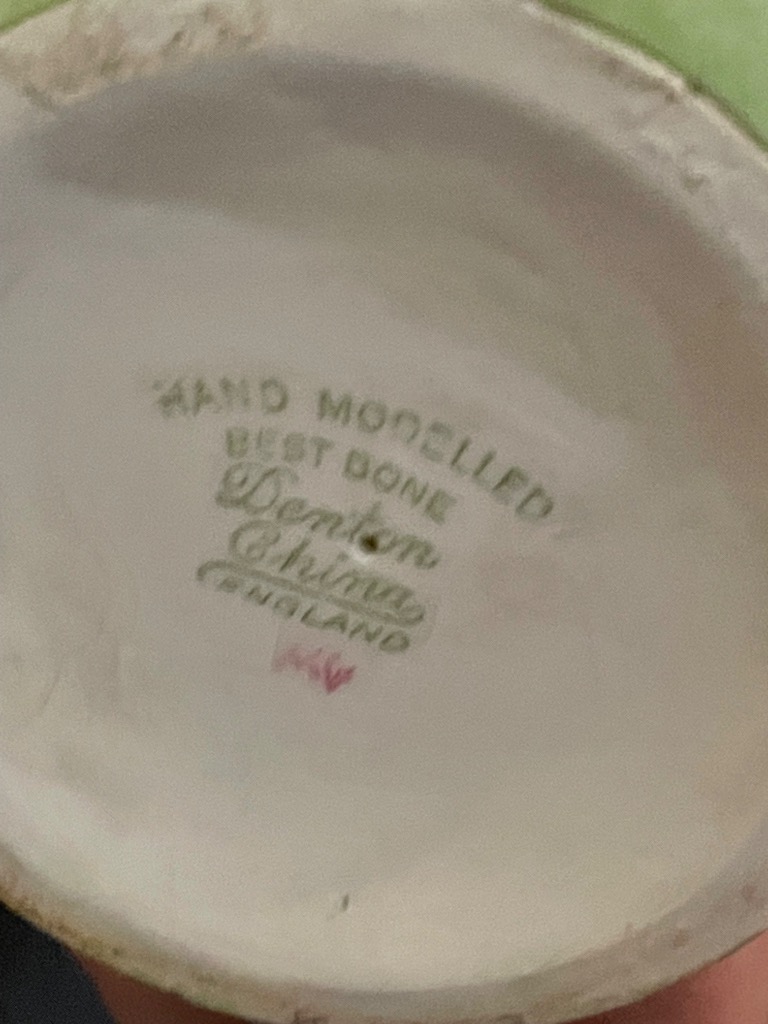 HAND MODELLED
BEST BONE
Denton
China
ENGLAND